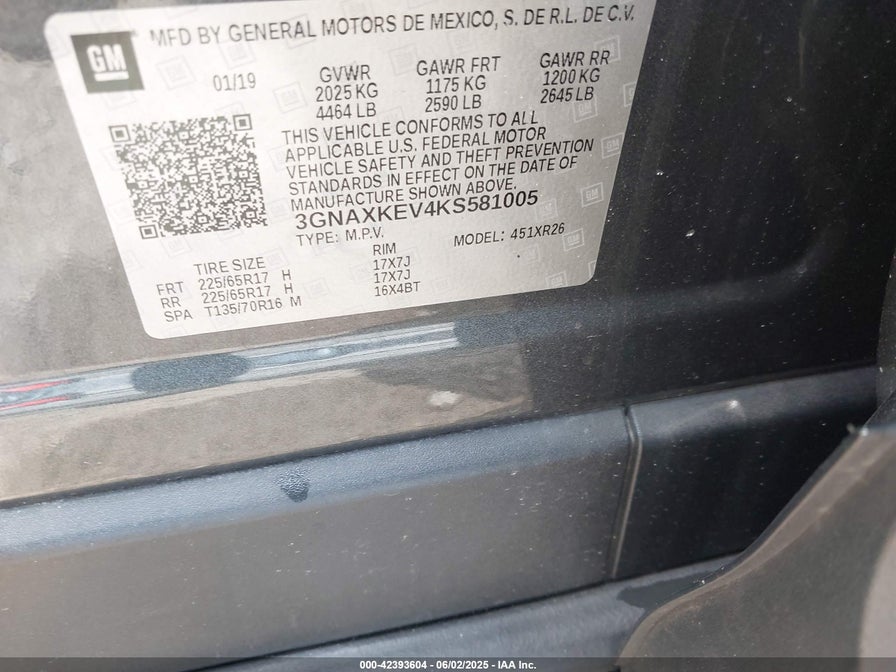 GM
MFD BY GENERAL MOTORS DE MEXICO, S. DE R.L. DE C.V.
01/19 GVWR GAWR FRT GAWR RR
2025 KG 1175 KG 1200 KG
4464 LB 2590 LB 2645 LB
THIS VEHICLE CONFORMS TO ALL
APPLICABLE U.S. FEDERAL MOTOR
VEHICLE SAFETY AND THEFT PREVENTION
STANDARDS IN EFFECT ON THE DATE OF
MANUFACTURE SHOWN ABOVE.
3GNAXKEV4KS581005
TYPE: M.P.V. MODEL: 451XR26
TIRE SIZE RIM
FRT 225/65R17 H 17X7J
RR 225/65R17 H 17X7J
SPA T135/70R16 M 16X4BT
000-42393604 - 06/02/2025 - IAA Inc.